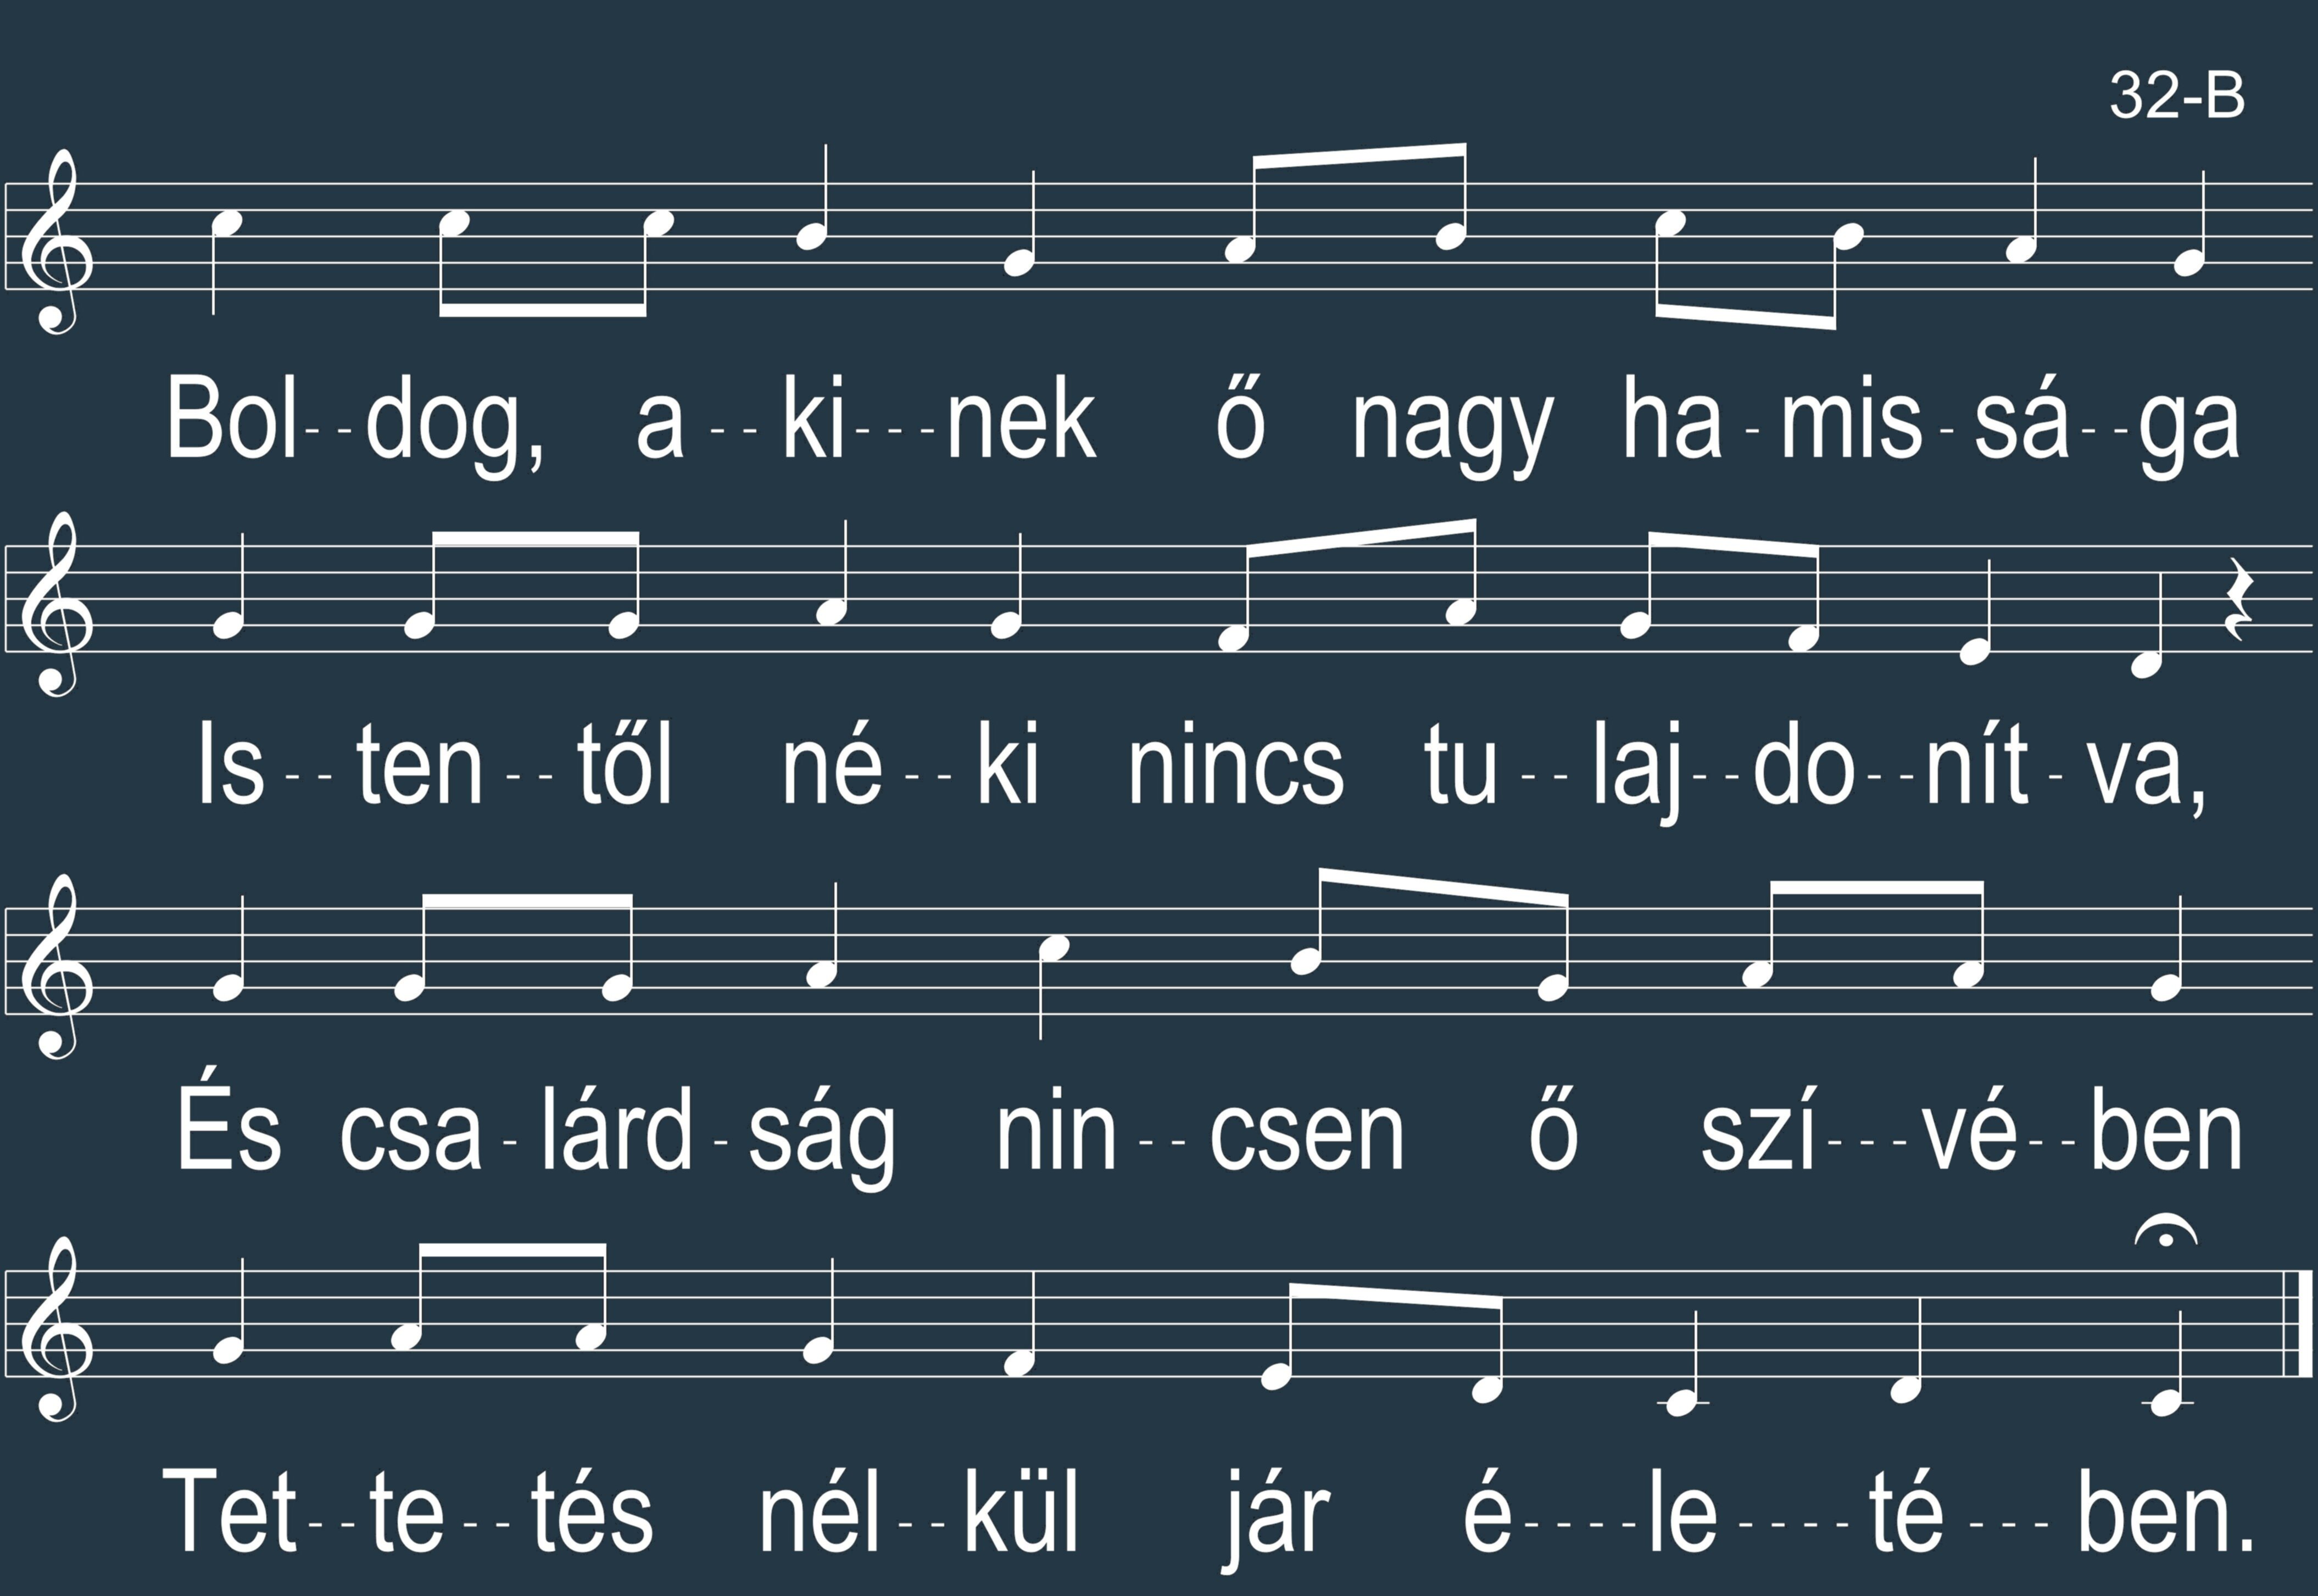 32-B
Bol--dog, a--ki---nek ő nagy ha-mis-sá--ga
Is--ten--től né--ki nincs tu--laj--do--nít-va,
És csa-lárd-ság nin--csen ő szí---vé--ben
Tet--te--tés nél--kül jár é----le----té---ben.